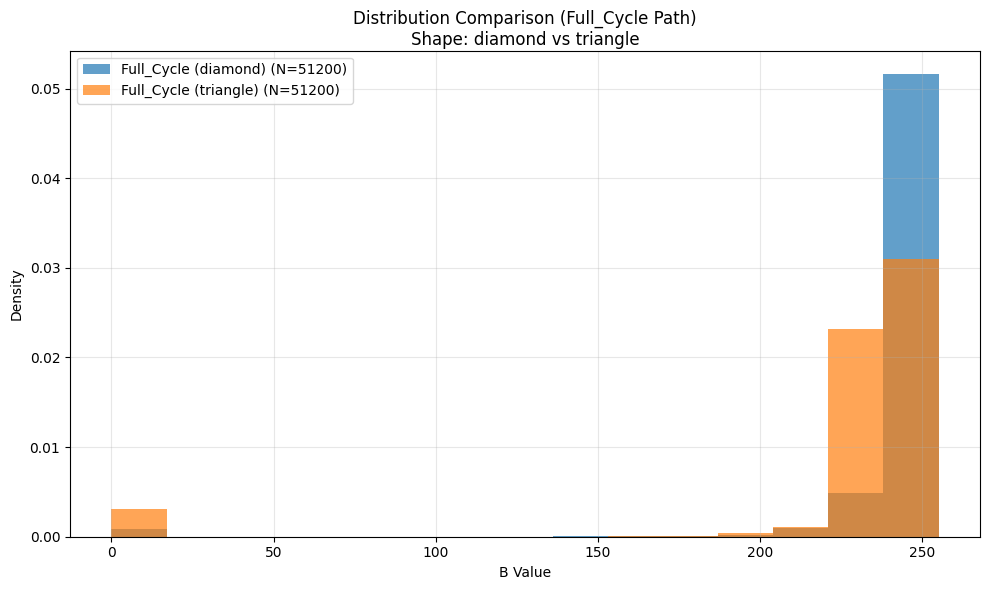 Distribution Comparison (Full_Cycle Path)
Shape: diamond vs triangle
Full_Cycle (diamond) (N=51200)
Full_Cycle (triangle) (N=51200)
0.05
0.04
0.03
0.02
0.01
0.00
Density
0 50 100 150 200 250
B Value